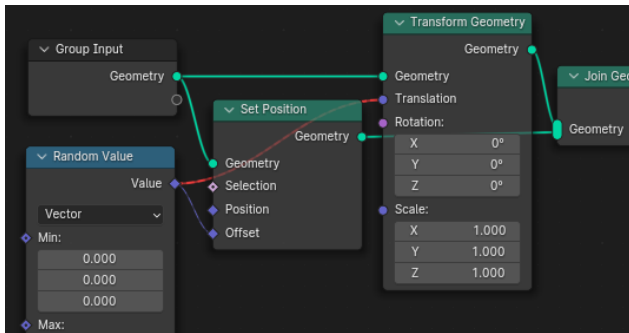 Group Input
Geometry
Random Value
Value
Vector
Min:
0.000
0.000
0.000
Max:
Set Position
Geometry
Geometry
Selection
Position
Offset
Transform Geometry
Geometry
Geometry
Translation
Rotation:
X 0°
Y 0°
Z 0°
Scale:
X 1.000
Y 1.000
Z 1.000
Join Geo
Geometry